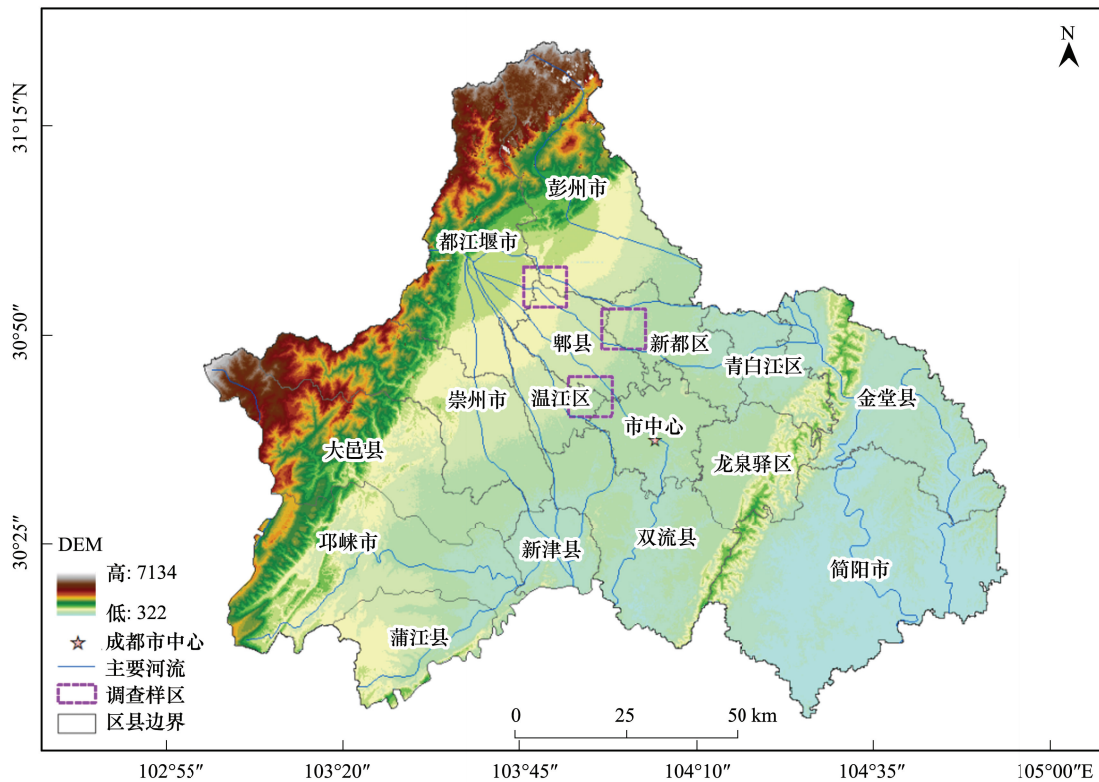 N
31°15″N
30°50″
30°25″
彭州市
都江堰市
郫县
新都区
青白江区
金堂县
崇州市
温江区
市中心
大邑县
龙泉驿区
邛崃市
新津县
双流县
简阳市
蒲江县
DEM
高: 7134
低: 322
成都市中心
主要河流
调查样区
区县边界
0 25 50 km
102°55″ 103°20″ 103°45″ 104°10″ 104°35″ 105°00″E